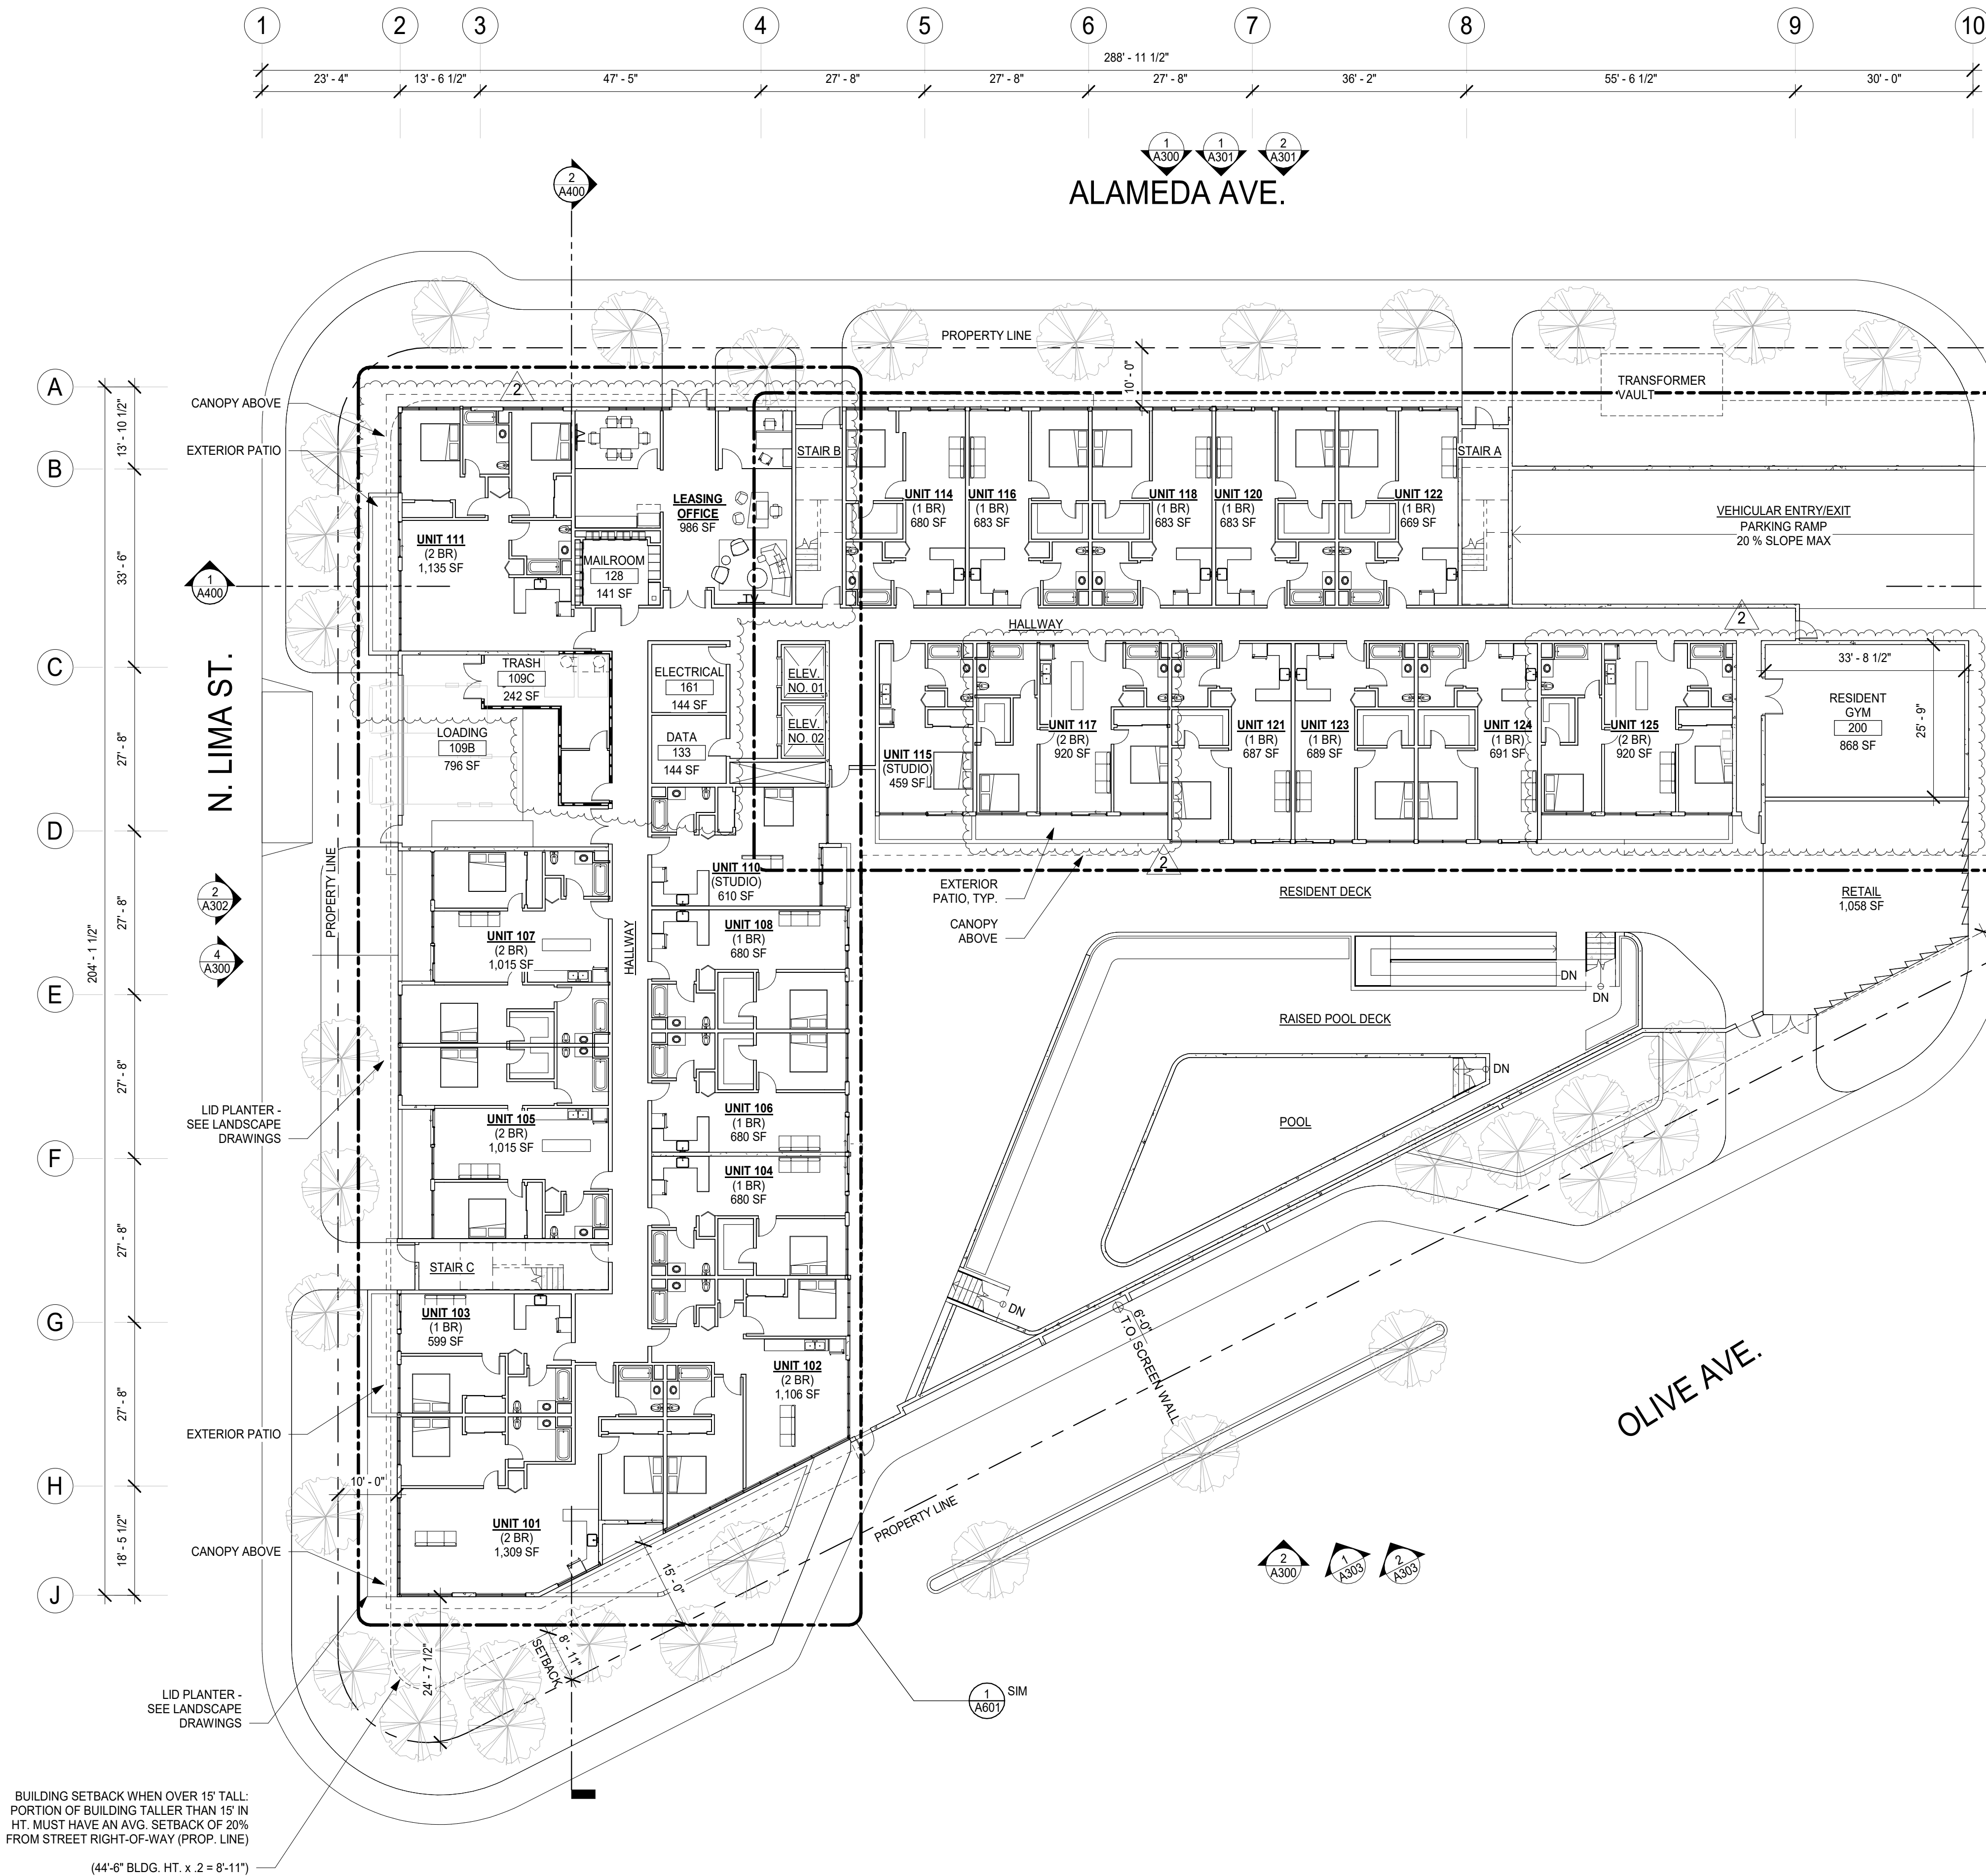 1
2
3
4
5
6
7
8
9
10
288' - 11 1/2"
23' - 4"
13' - 6 1/2"
47' - 5"
27' - 8"
27' - 8"
27' - 8"
36' - 2"
55' - 6 1/2"
30' - 0"
1
A300
1
A301
2
A301
ALAMEDA AVE.
2
A400
PROPERTY LINE
10' - 0"
TRANSFORMER
VAULT
A
B
C
D
E
F
G
H
J
13' - 10 1/2"
33' - 6"
27' - 8"
27' - 8"
27' - 8"
27' - 8"
27' - 8"
18' - 5 1/2"
204' - 1 1/2"
CANOPY ABOVE
EXTERIOR PATIO
2
1
A400
N. LIMA ST.
2
A302
4
A300
PROPERTY LINE
UNIT 111
(2 BR)
1,135 SF
TV
LEASING
OFFICE
986 SF
MAILROOM
128
141 SF
TV
STAIR B
UNIT 114
(1 BR)
680 SF
UNIT 116
(1 BR)
683 SF
UNIT 118
(1 BR)
683 SF
UNIT 120
(1 BR)
683 SF
UNIT 122
(1 BR)
669 SF
STAIR A
VEHICULAR ENTRY/EXIT
PARKING RAMP
20 % SLOPE MAX
HALLWAY
2
TRASH
109C
242 SF
LOADING
109B
796 SF
ELECTRICAL
161
144 SF
DATA
133
144 SF
ELEV.
NO. 01
ELEV.
NO. 02
UNIT 115
(STUDIO)
459 SF
UNIT 117
(2 BR)
920 SF
UNIT 121
(1 BR)
687 SF
UNIT 123
(1 BR)
689 SF
UNIT 124
(1 BR)
691 SF
UNIT 125
(2 BR)
920 SF
33' - 8 1/2"
25' - 9"
RESIDENT
GYM
200
868 SF
2
UNIT 110
(STUDIO)
610 SF
EXTERIOR
PATIO, TYP.
CANOPY
ABOVE
RESIDENT DECK
RETAIL
1,058 SF
HALLWAY
UNIT 107
(2 BR)
1,015 SF
UNIT 108
(1 BR)
680 SF
DN
DN
RAISED POOL DECK
DN
POOL
UNIT 105
(2 BR)
1,015 SF
UNIT 106
(1 BR)
680 SF
UNIT 104
(1 BR)
680 SF
LID PLANTER -
SEE LANDSCAPE
DRAWINGS
STAIR C
UNIT 103
(1 BR)
599 SF
UNIT 102
(2 BR)
1,106 SF
DN
6'-0"
T.O. SCREEN WALL
OLIVE AVE.
EXTERIOR PATIO
10' - 0"
UNIT 101
(2 BR)
1,309 SF
CANOPY ABOVE
PROPERTY LINE
2
A300
1
A303
2
A303
15' - 0"
8' - 11"
SETBACK
24' - 7 1/2"
1
A601
SIM
LID PLANTER -
SEE LANDSCAPE
DRAWINGS
BUILDING SETBACK WHEN OVER 15' TALL:
PORTION OF BUILDING TALLER THAN 15' IN
HT. MUST HAVE AN AVG. SETBACK OF 20%
FROM STREET RIGHT-OF-WAY (PROP. LINE)
(44'-6" BLDG. HT. x .2 = 8'-11")